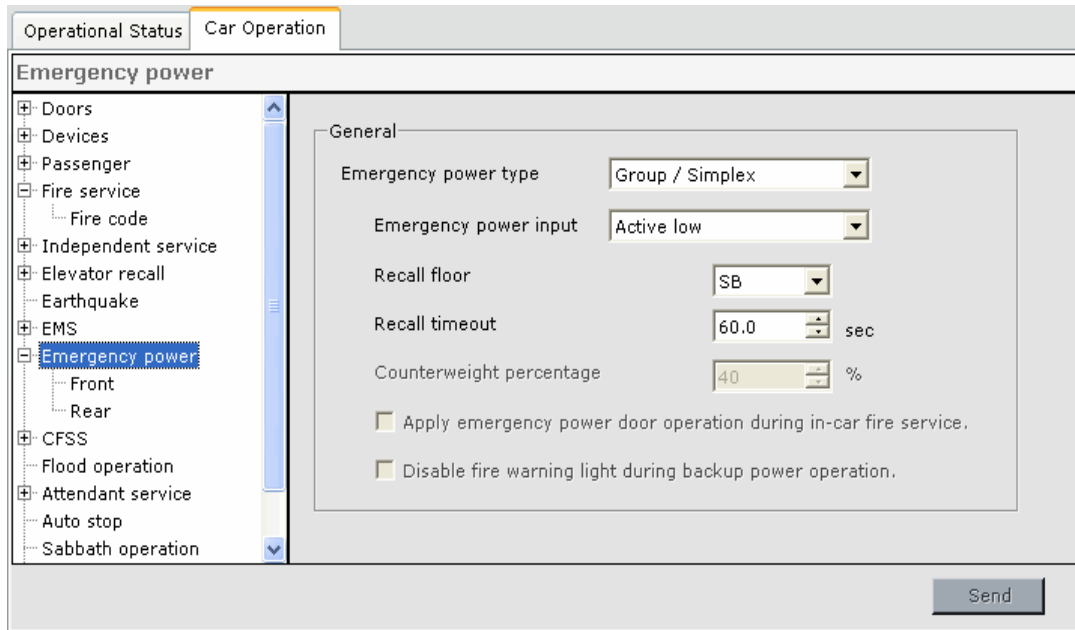 Operational Status
Car Operation
Emergency power
Doors
Devices
Passenger
Fire service
Fire code
Independent service
Elevator recall
Earthquake
EMS
Emergency power
Front
Rear
CFSS
Flood operation
Attendant service
Auto stop
Sabbath operation
General
Emergency power type Group / Simplex
Emergency power input Active low
Recall floor SB
Recall timeout 60.0 sec
Counterweight percentage 40 %
Apply emergency power door operation during in-car fire service.
Disable fire warning light during backup power operation.
Send